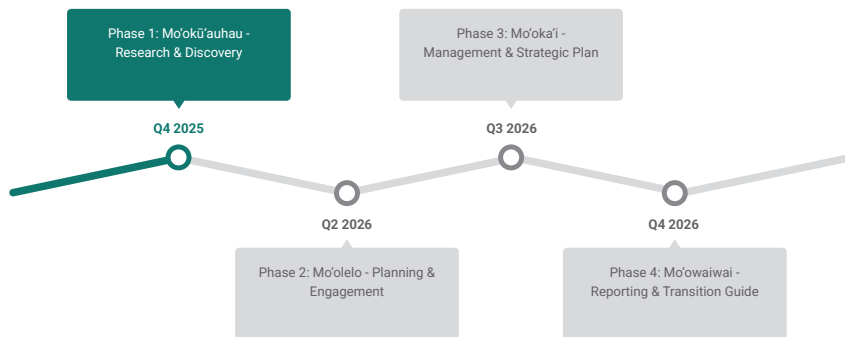 Phase 1: Moʻokūʻauhau -
Research & Discovery
Q4 2025
Q2 2026
Phase 2: Moʻolelo - Planning &
Engagement
Phase 3: Moʻokaʻi -
Management & Strategic Plan
Q3 2026
Q4 2026
Phase 4: Moʻowaiwai -
Reporting & Transition Guide